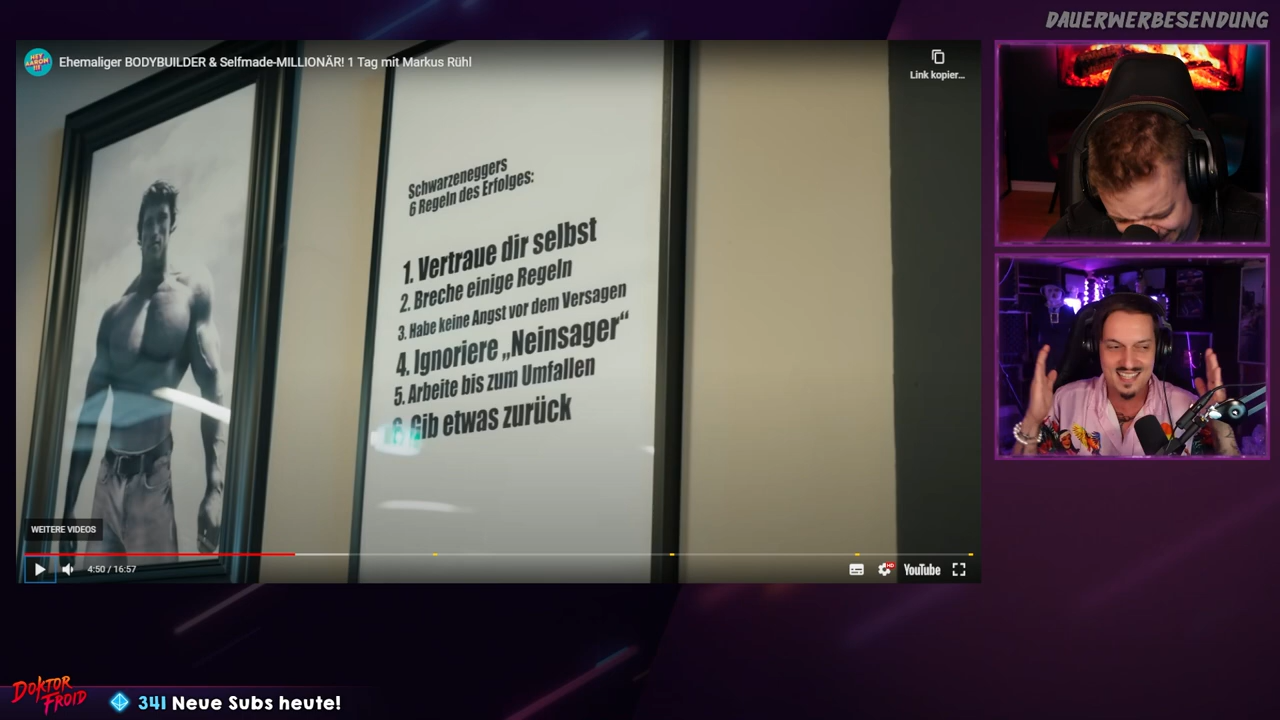 DAUERWERBESENDUNG
HEY AARON !!!
Ehemaliger BODYBUILDER & Selfmade-MILLIONÄR! 1 Tag mit Markus Rühl
Link kopier...
Schwarzeneggers
6 Regeln des Erfolges:
1. Vertraue dir selbst
2. Breche einige Regeln
3. Habe keine Angst vor dem Versagen
4. Ignoriere „Neinsager“
5. Arbeite bis zum Umfallen
6. Gib etwas zurück
WEITERE VIDEOS
4:50 / 16:57
HD
YouTube
DOKTOR FROID
341 Neue Subs heute!